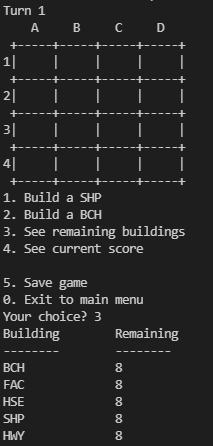 Turn 1
    A     B     C     D
 +-----+-----+-----+-----+
1|     |     |     |     |
 +-----+-----+-----+-----+
2|     |     |     |     |
 +-----+-----+-----+-----+
3|     |     |     |     |
 +-----+-----+-----+-----+
4|     |     |     |     |
 +-----+-----+-----+-----+
1. Build a SHP
2. Build a BCH
3. See remaining buildings
4. See current score

5. Save game
0. Exit to main menu
Your choice? 3
Building        Remaining
--------        --------
BCH             8
FAC             8
HSE             8
SHP             8
HWY             8